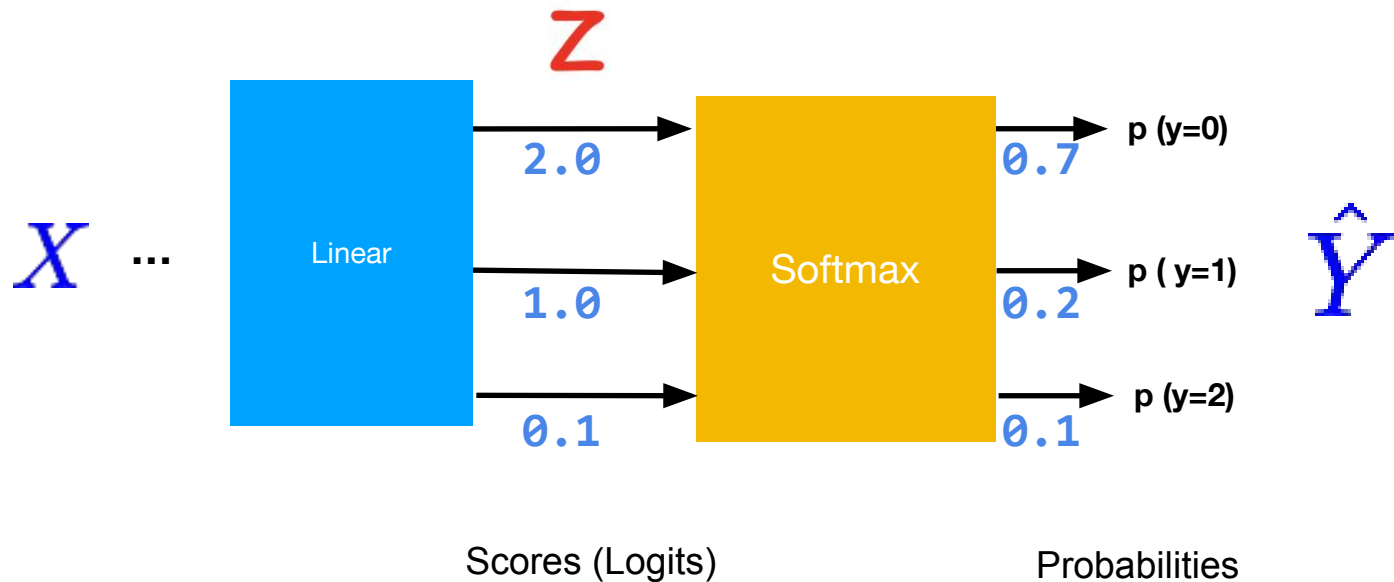 Z
2.0
0.7
p (y=0)
X
...
Linear
1.0
Softmax
0.2
p ( y=1)
Ŷ
0.1
0.1
p (y=2)
Scores (Logits)
Probabilities